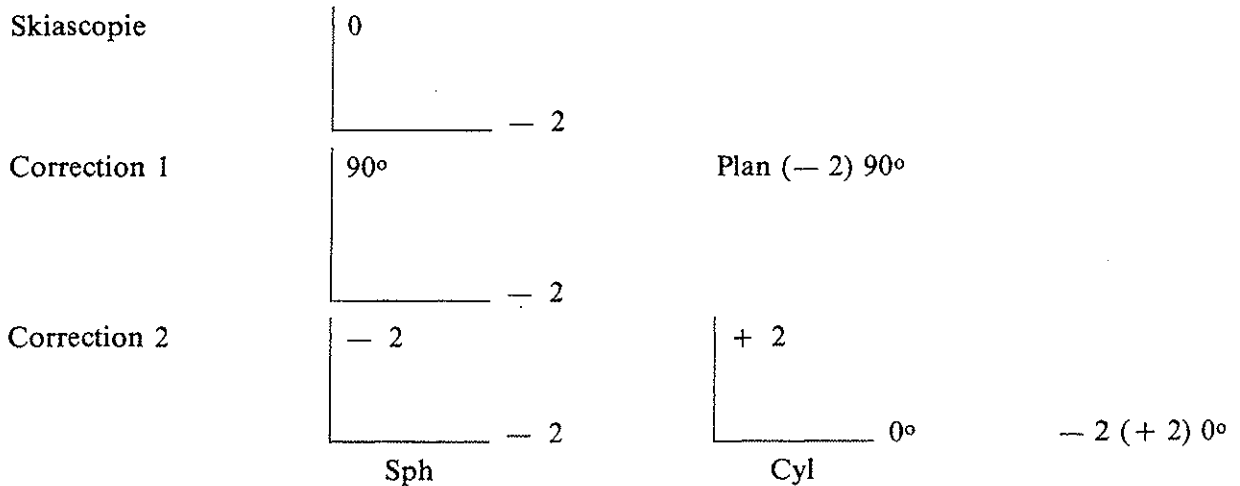 Skiascopie 0
— 2
Correction 1 90° Plan (— 2) 90°
— 2
Correction 2 — 2 + 2
— 2 0° — 2 (+ 2) 0°
Sph Cyl